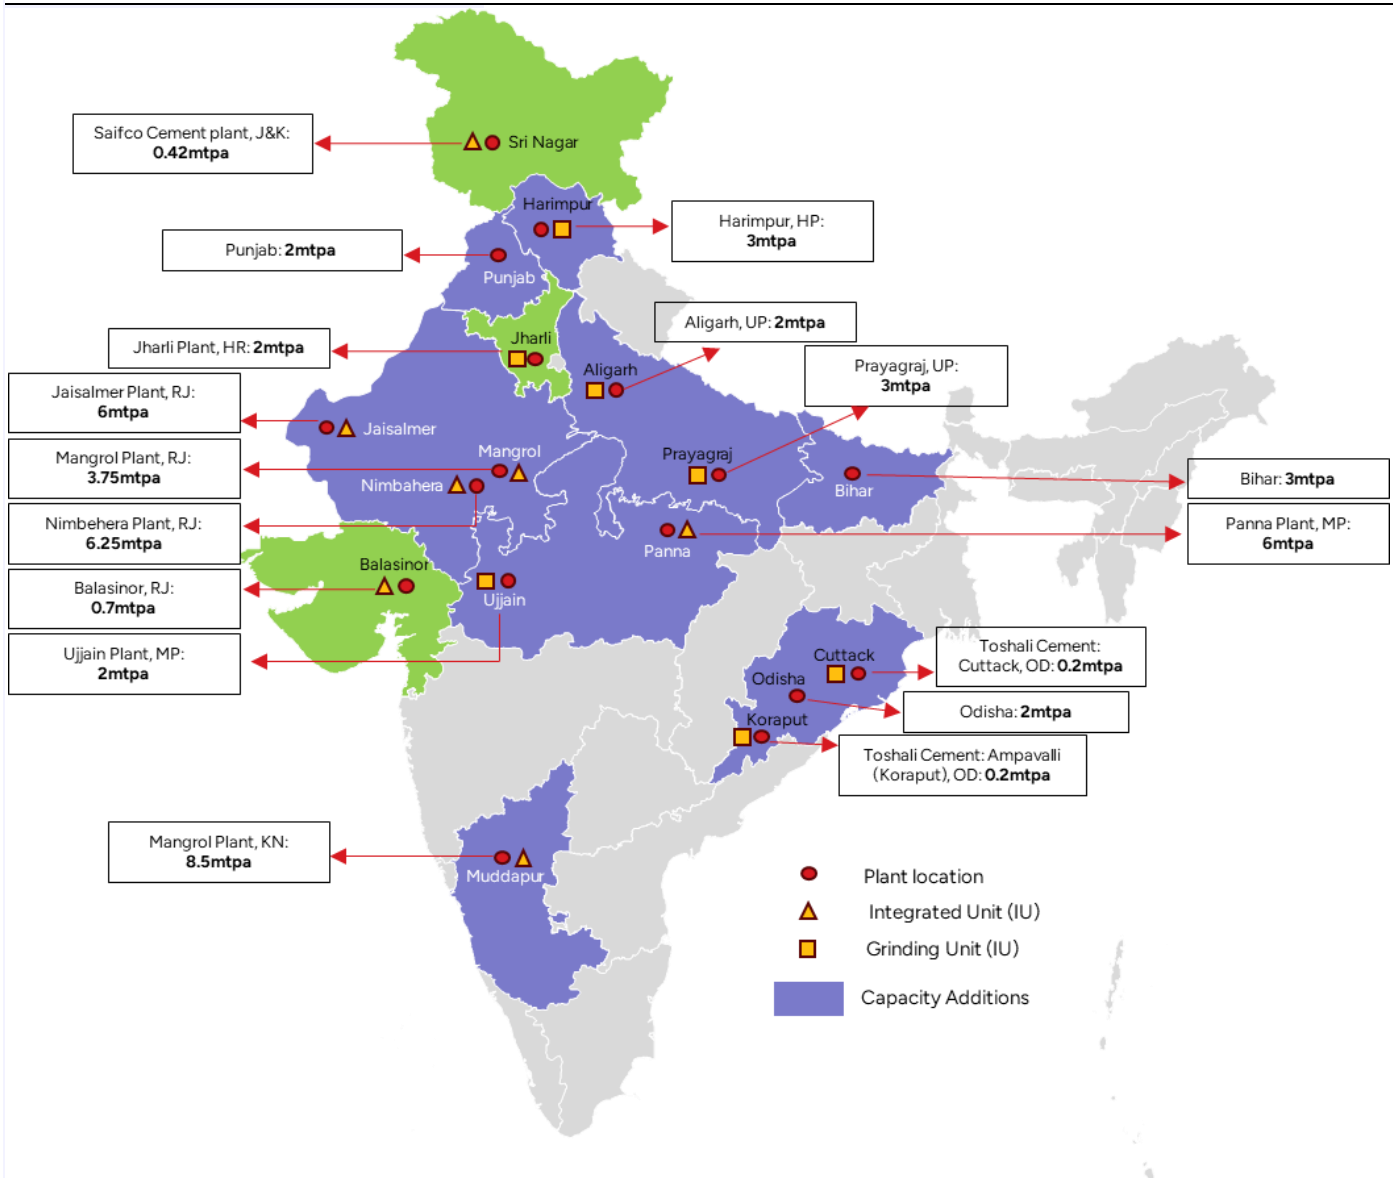 Saifco Cement plant, J&K:
0.42mtpa
Sri Nagar
Harimpur
Harimpur, HP:
3mtpa
Punjab: 2mtpa
Punjab
Aligarh, UP: 2mtpa
Jharli Plant, HR: 2mtpa
Jharli
Prayagraj, UP:
3mtpa
Aligarh
Jaisalmer Plant, RJ:
6mtpa
Jaisalmer
Mangrol Plant, RJ:
3.75mtpa
Mangrol
Prayagraj
Nimbahera
Bihar
Bihar: 3mtpa
Nimbehera Plant, RJ:
6.25mtpa
Panna
Panna Plant, MP:
6mtpa
Balasinor
Balasinor, RJ:
0.7mtpa
Ujjain
Ujjain Plant, MP:
2mtpa
Cuttack
Toshali Cement:
Cuttack, OD: 0.2mtpa
Odisha
Odisha: 2mtpa
Koraput
Toshali Cement: Ampavalli
(Koraput), OD: 0.2mtpa
Mangrol Plant, KN:
8.5mtpa
Muddapur
Plant location
Integrated Unit (IU)
Grinding Unit (IU)
Capacity Additions